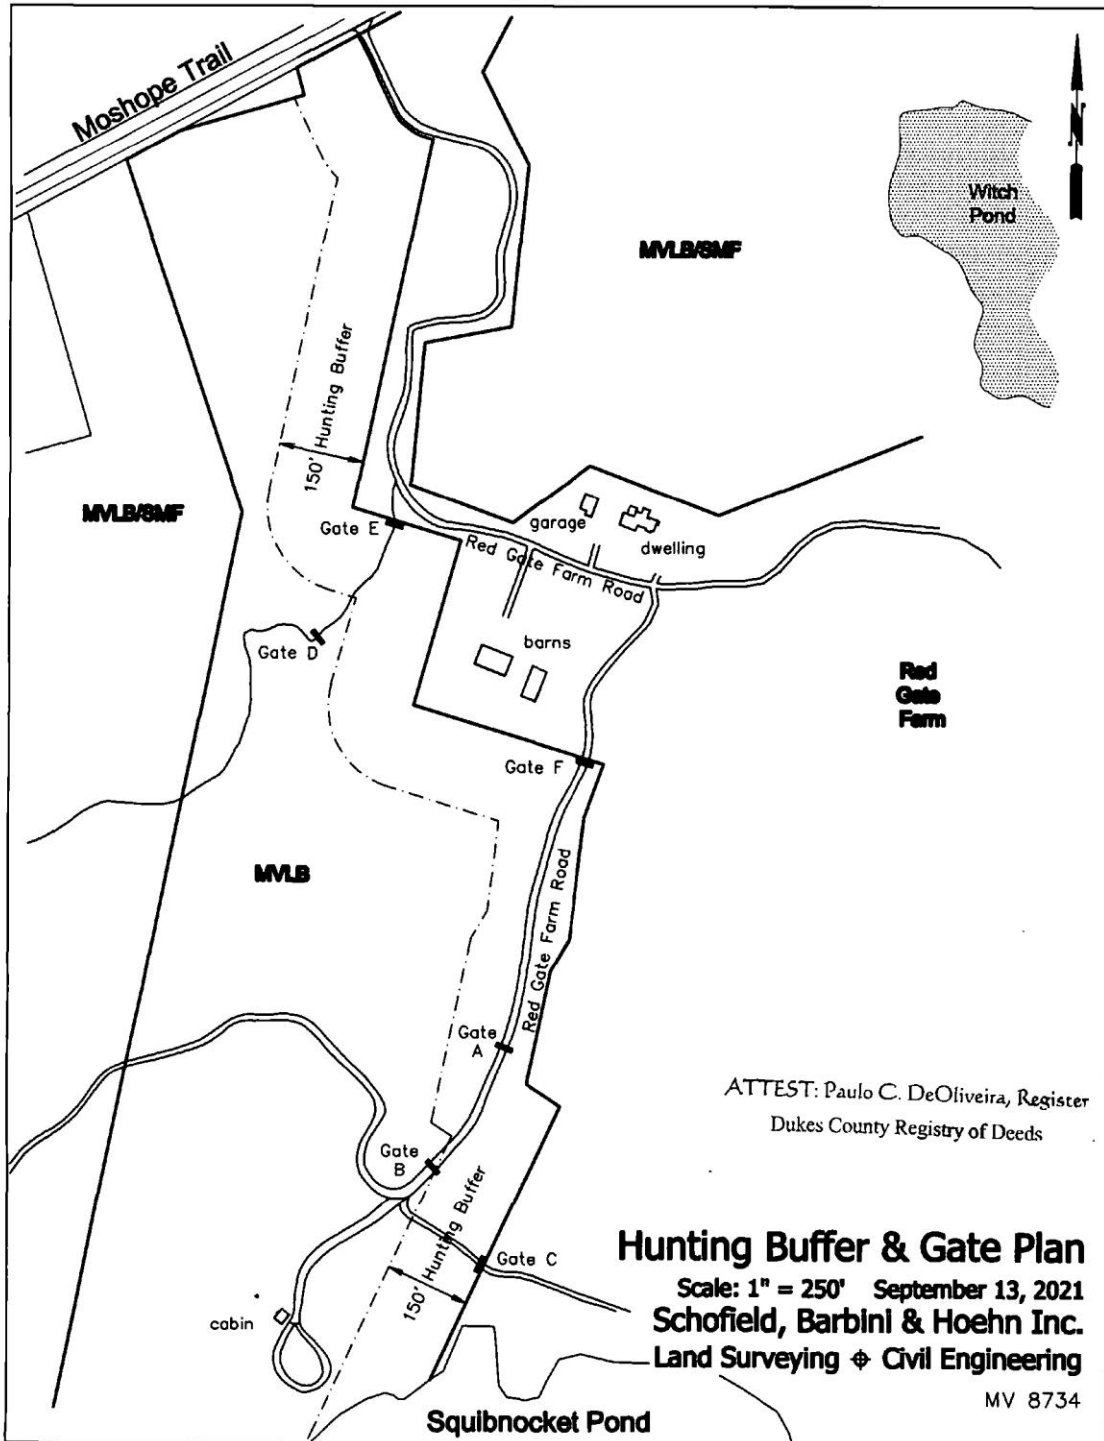 Moshope Trail
N
Witch
Pond
MVLB/SMF
150' Hunting Buffer
MVLB/SMF
Gate E
garage
dwelling
Red Gate Farm Road
Gate D
barns
Red
Gate
Farm
Gate F
MVLB
Red Gate Farm Road
Gate
A
ATTEST: Paulo C. DeOliveira, Register
Dukes County Registry of Deeds
Gate
B
150' Hunting Buffer
Gate C
Hunting Buffer & Gate Plan
Scale: 1" = 250' September 13, 2021
cabin
Schofield, Barbini & Hoehn Inc.
Land Surveying ⌖ Civil Engineering
MV 8734
Squibnocket Pond